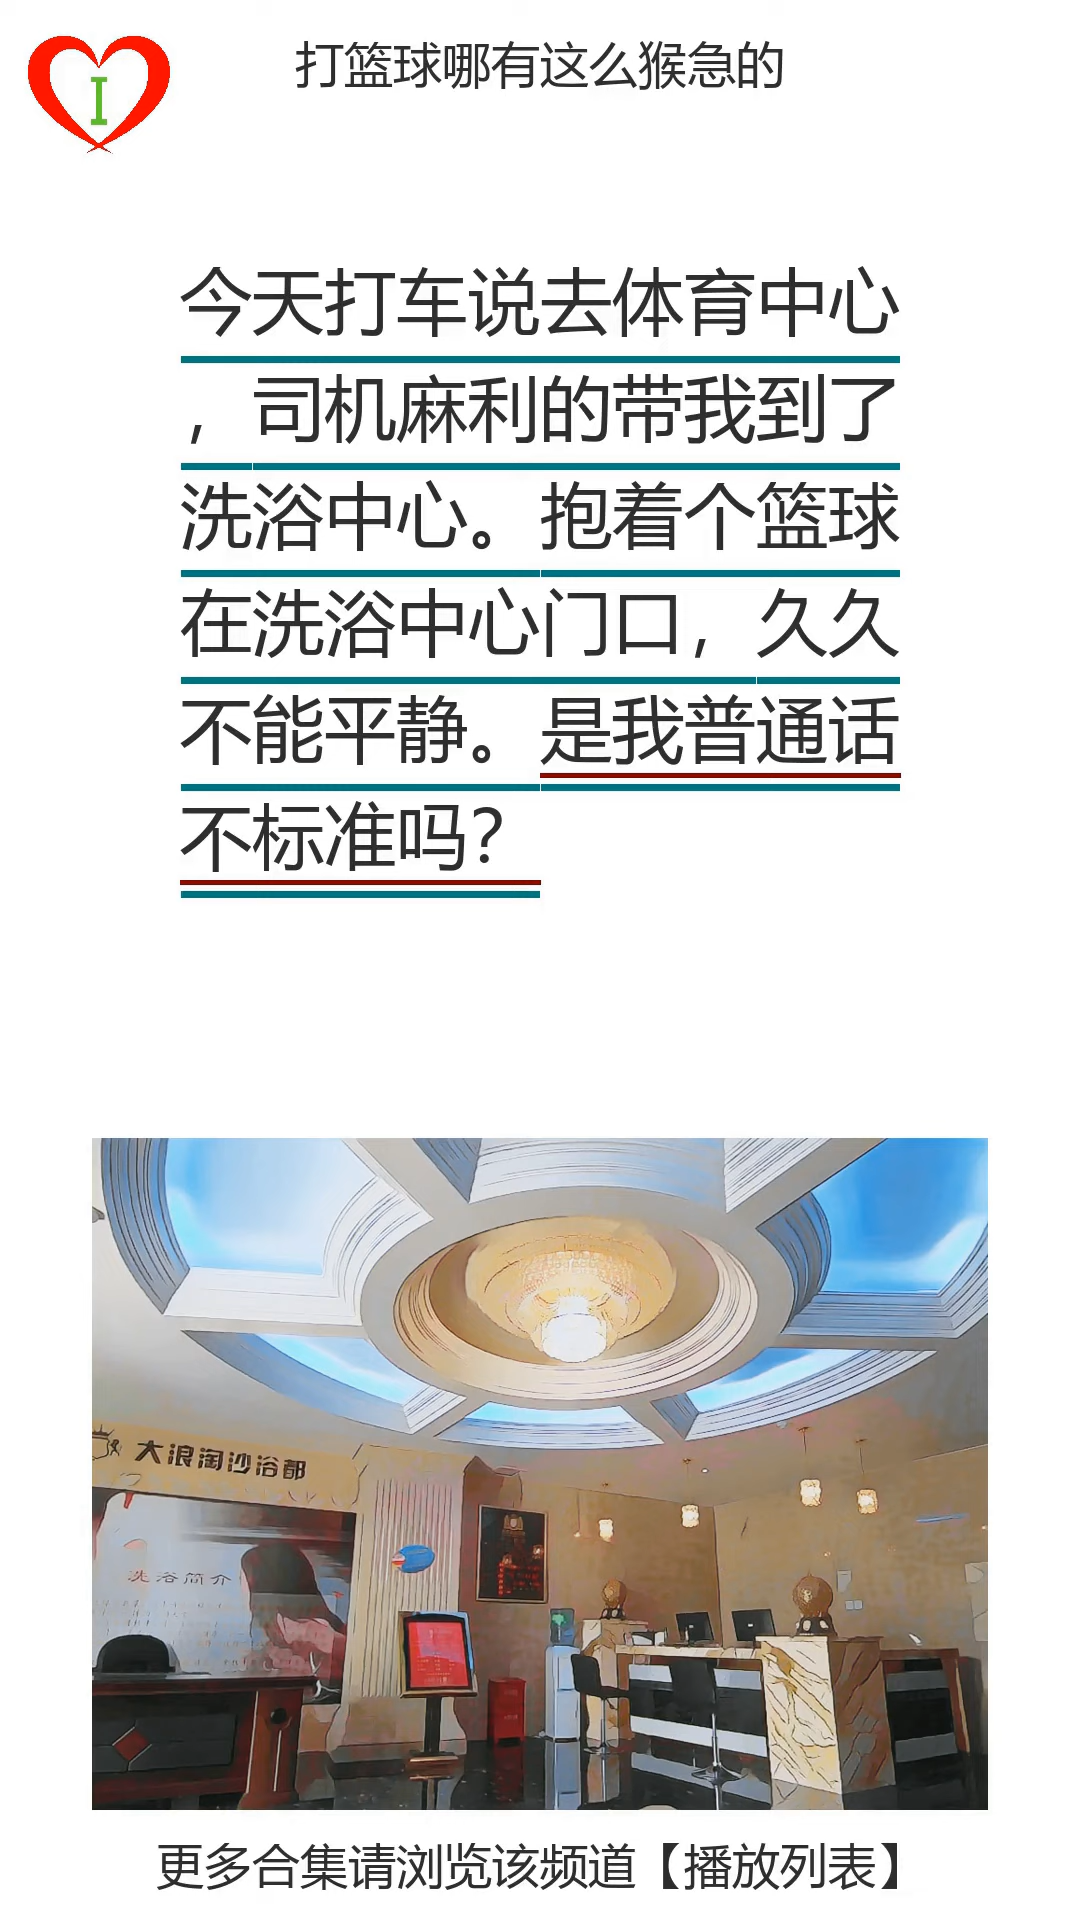 I
打篮球哪有这么猴急的
今天打车说去体育中心
，司机麻利的带我到了
洗浴中心。抱着个篮球
在洗浴中心门口，久久
不能平静。是我普通话
不标准吗？
大浪淘沙浴都
洗浴简介
更多合集请浏览该频道【播放列表】